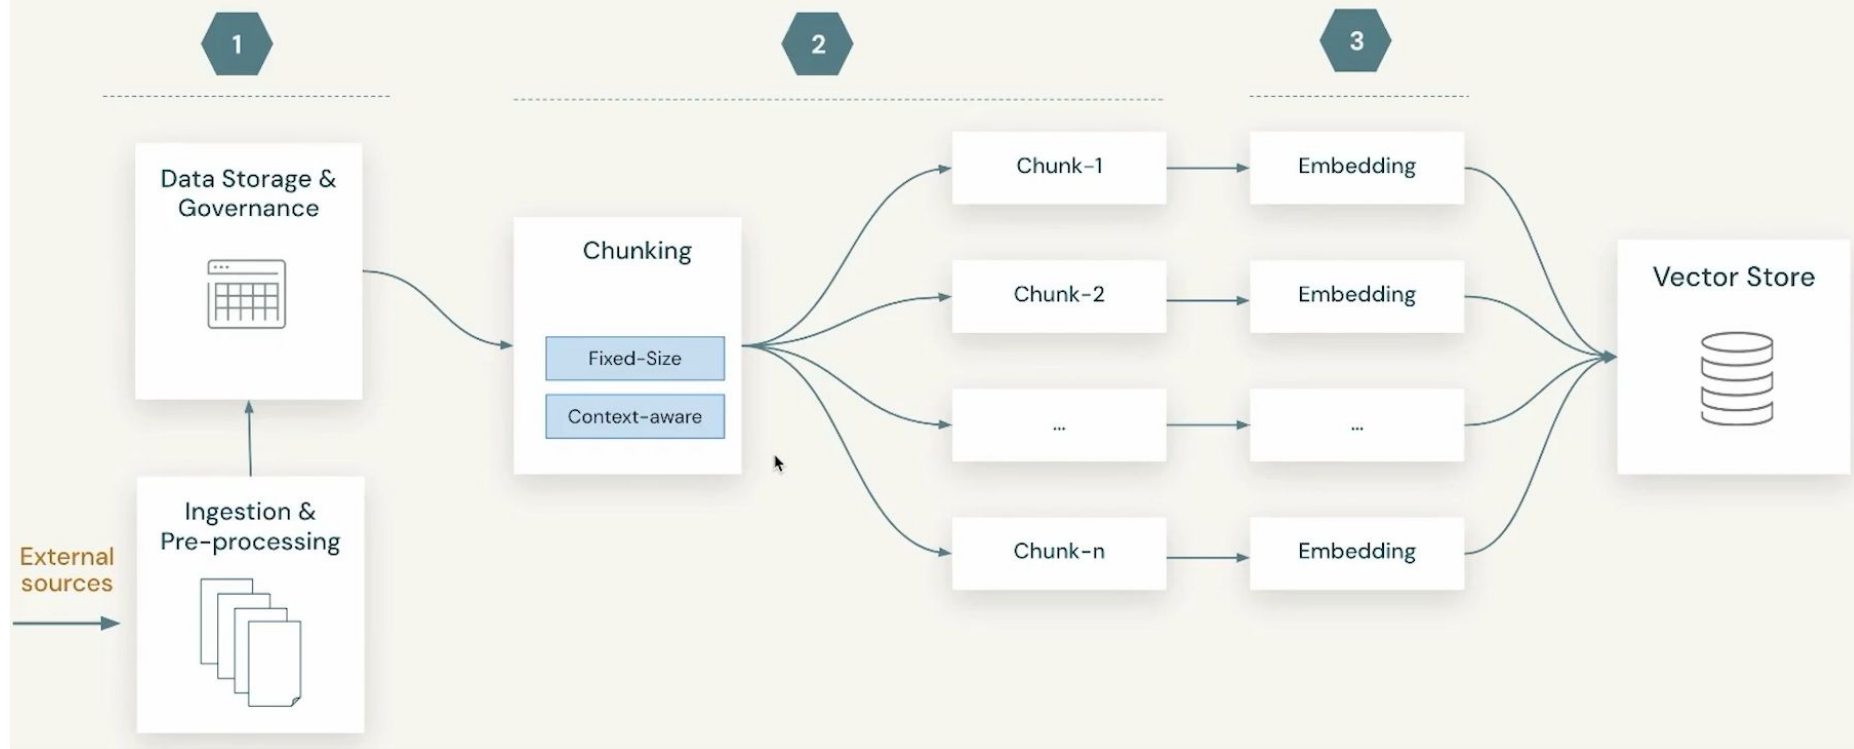 1
2
3
Data Storage &
Governance
Ingestion &
Pre-processing
External
sources
Chunking
Fixed-Size
Context-aware
Chunk-1
Chunk-2
...
Chunk-n
Embedding
Embedding
...
Embedding
Vector Store